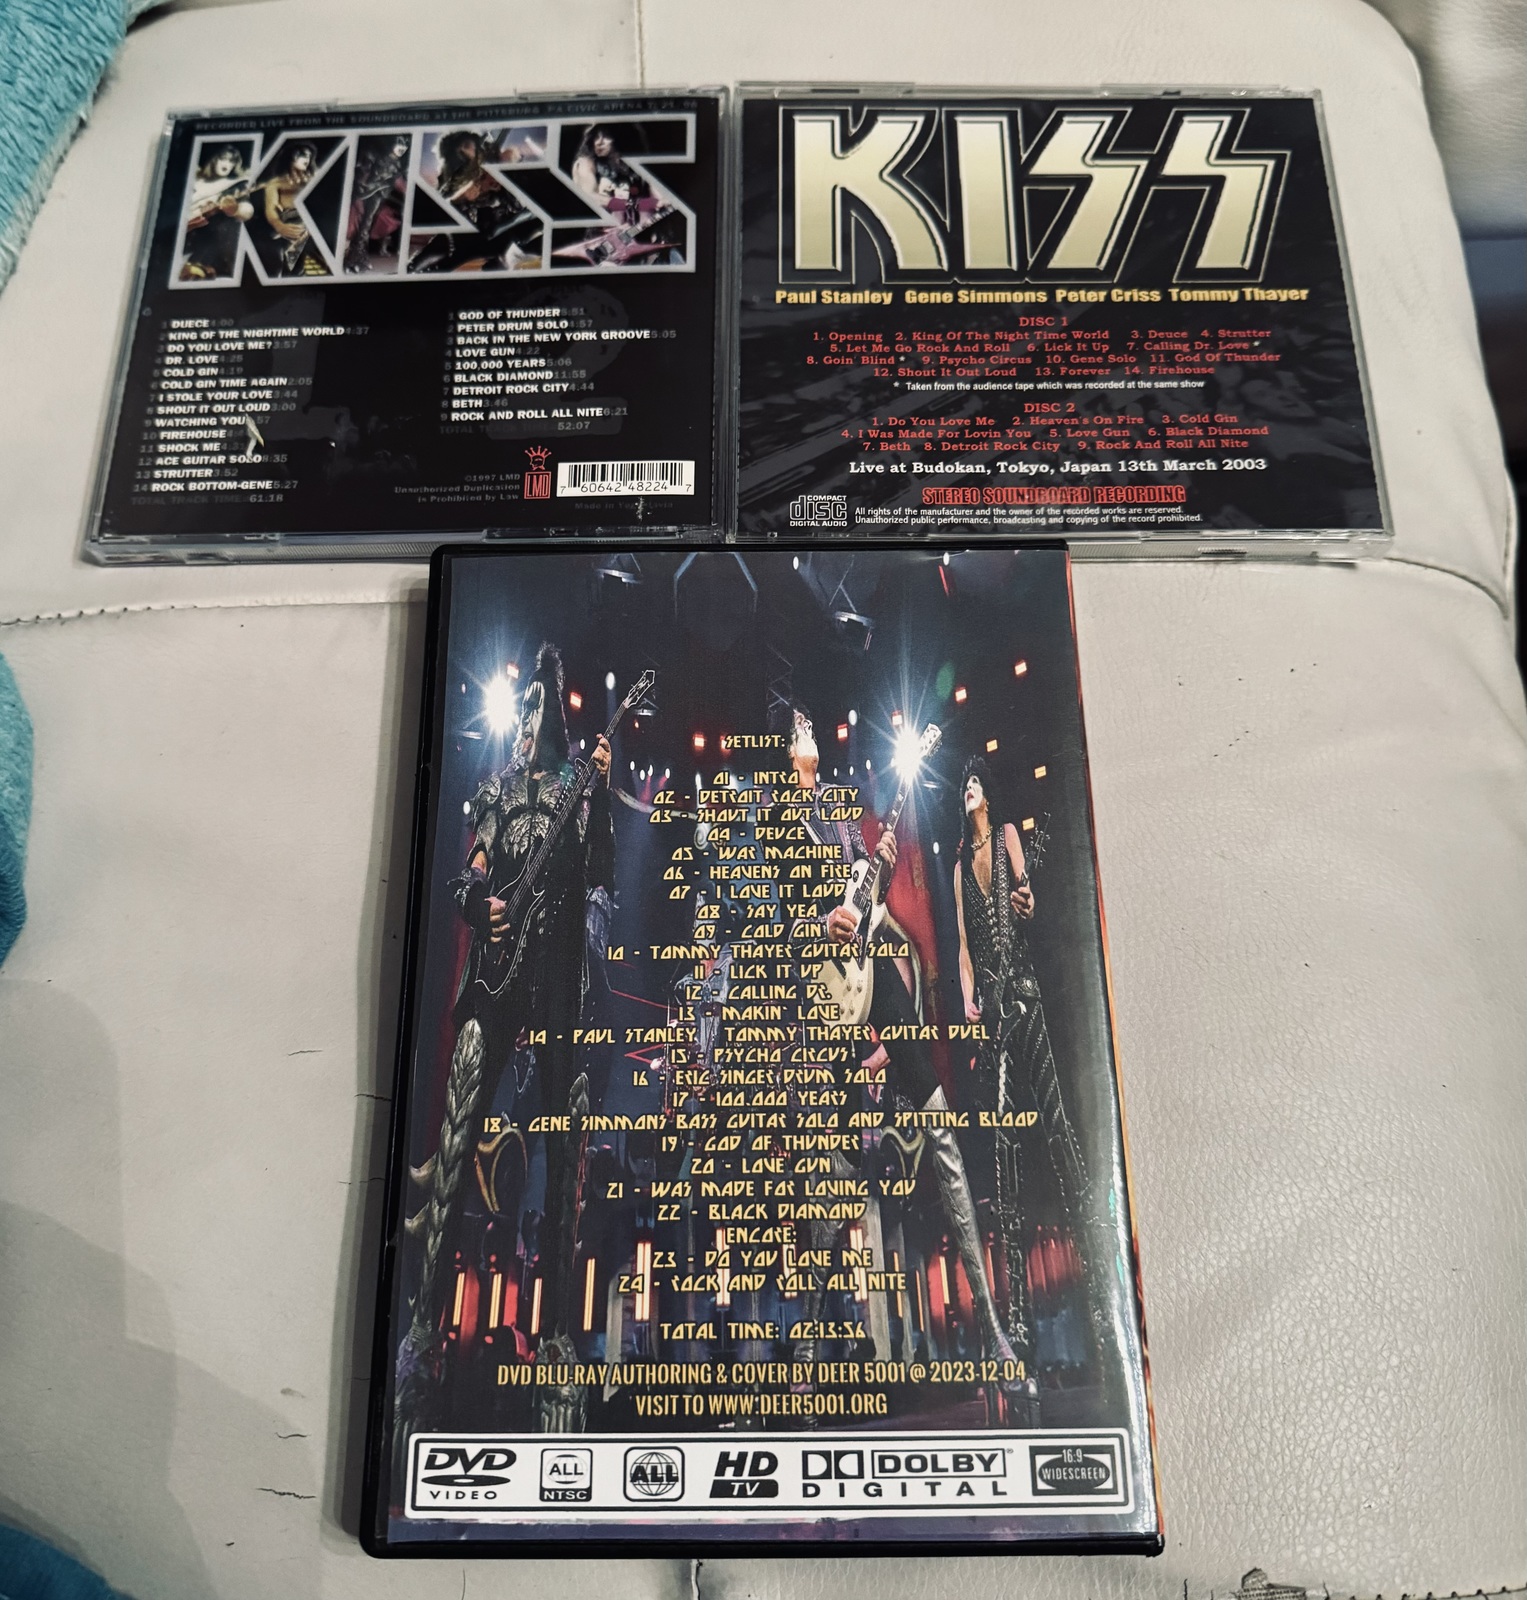 RECORDED LIVE FROM THE SOUNDBOARD AT THE PITTSBURG, PA CIVIC ARENA 7. 21. 96
KISS
1 DUECE 4:00
2 KING OF THE NIGHTIME WORLD 4:37
3 DO YOU LOVE ME? 3:57
4 DR. LOVE 4:25
5 COLD GIN 4:19
6 COLD GIN TIME AGAIN 2:05
7 I STOLE YOUR LOVE 3:44
8 SHOUT IT OUT LOUD 3:00
9 WATCHING YOU
10 FIREHOUSE
11 SHOCK ME
12 ACE GUITAR SOLO 8:35
13 STRUTTER 3:52
14 ROCK BOTTOM-GENE 5:27
TOTAL TRACK TIME - 61:18
1 GOD OF THUNDER 5:51
2 PETER DRUM SOLO 4:57
3 BACK IN THE NEW YORK GROOVE 5:05
4 LOVE GUN 4:22
5 100,000 YEARS 5:06
6 BLACK DIAMOND 11:55
7 DETROIT ROCK CITY 4:44
8 BETH 3:46
9 ROCK AND ROLL ALL NITE 6:21
TOTAL TRACK TIME - 52:07
©1997 LMD
Unauthorized Duplication
is Prohibited by Law
LMD
7 60642 48224 7
KISS
Paul Stanley Gene Simmons Peter Criss Tommy Thayer
DISC 1
1. Opening 2. King Of The Night Time World 3. Deuce 4. Strutter
5. Let Me Go Rock And Roll 6. Lick It Up 7. Calling Dr. Love *
8. Goin' Blind * 9. Psycho Circus 10. Gene Solo 11. God Of Thunder
12. Shout It Out Loud 13. Forever 14. Firehouse
* Taken from the audience tape which was recorded at the same show
DISC 2
1. Do You Love Me 2. Heaven's On Fire 3. Cold Gin
4. I Was Made For Lovin You 5. Love Gun 6. Black Diamond
7. Beth 8. Detroit Rock City 9. Rock And Roll All Nite
Live at Budokan, Tokyo, Japan 13th March 2003
STEREO SOUNDBOARD RECORDING
COMPACT
disc
DIGITAL AUDIO
All rights of the manufacturer and the owner of the recorded works are reserved.
Unauthorized public performance, broadcasting and copying of the record prohibited.
SETLIST:
01 - INTRO
02 - DETROIT ROCK CITY
03 - SHOUT IT OUT LOUD
04 - DEUCE
05 - WAR MACHINE
06 - HEAVENS ON FIRE
07 - I LOVE IT LOUD
08 - SAY YEA
09 - COLD GIN
10 - TOMMY THAYER GUITAR SOLO
11 - LICK IT UP
12 - CALLING DR.
13 - MAKIN' LOVE
14 - PAUL STANLEY TOMMY THAYER GUITAR DUEL
15 - PSYCHO CIRCUS
16 - ERIC SINGER DRUM SOLO
17 - 100.000 YEARS
18 - GENE SIMMONS BASS GUITAR SOLO AND SPITTING BLOOD
19 - GOD OF THUNDER
20 - LOVE GUN
21 - WAS MADE FOR LOVING YOU
22 - BLACK DIAMOND
ENCORE:
23 - DO YOU LOVE ME
24 - ROCK AND ROLL ALL NITE
TOTAL TIME: 02:13:56
DVD BLU-RAY AUTHORING & COVER BY DEER 5001 @ 2023-12-04
VISIT TO WWW.DEER5001.ORG
DVD VIDEO
ALL NTSC
ALL
HD TV
DOLBY DIGITAL
16:9 WIDESCREEN